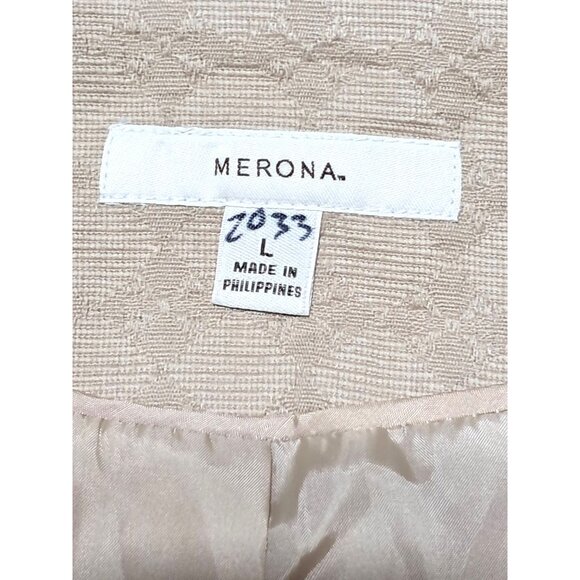 MERONA™
2033
L
MADE IN
PHILIPPINES